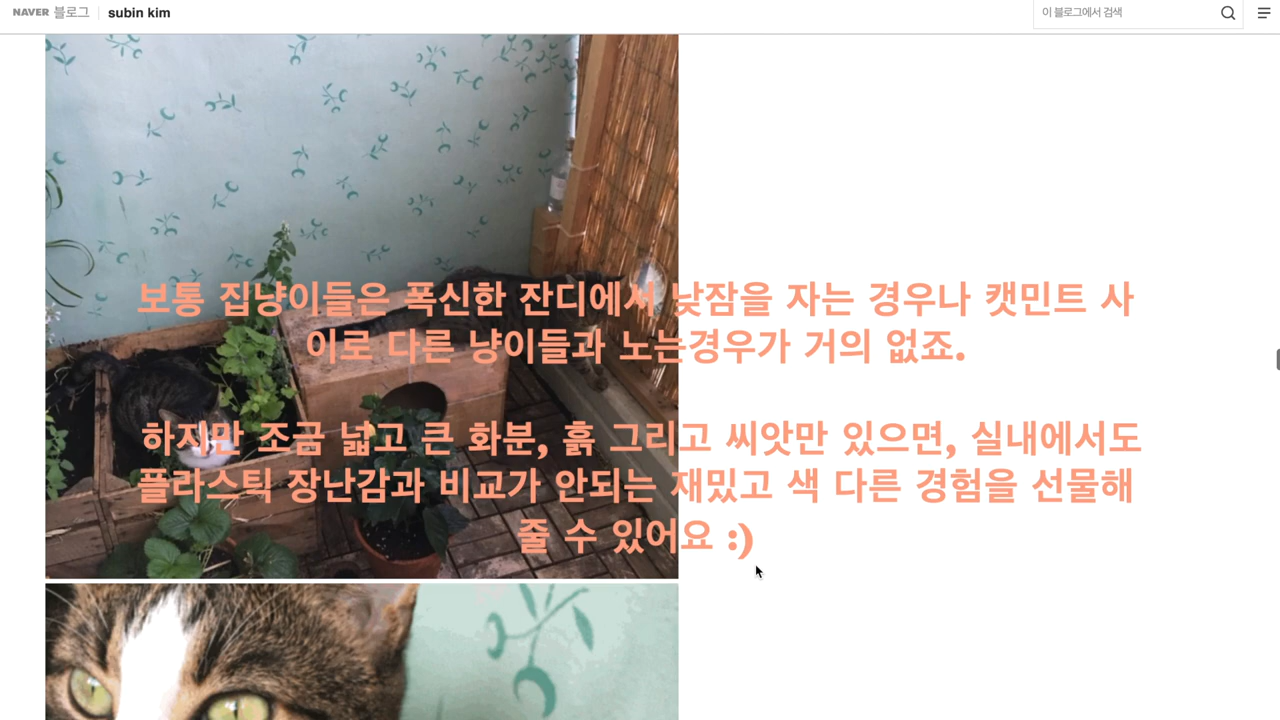 NAVER 블로그 subin kim 이 블로그에서 검색
보통 집냥이들은 폭신한 잔디에서 낮잠을 자는 경우나 캣민트 사
이로 다른 냥이들과 노는경우가 거의 없죠.
하지만 조금 넓고 큰 화분, 흙 그리고 씨앗만 있으면, 실내에서도
플라스틱 장난감과 비교가 안되는 재밌고 색 다른 경험을 선물해
줄 수 있어요 :)